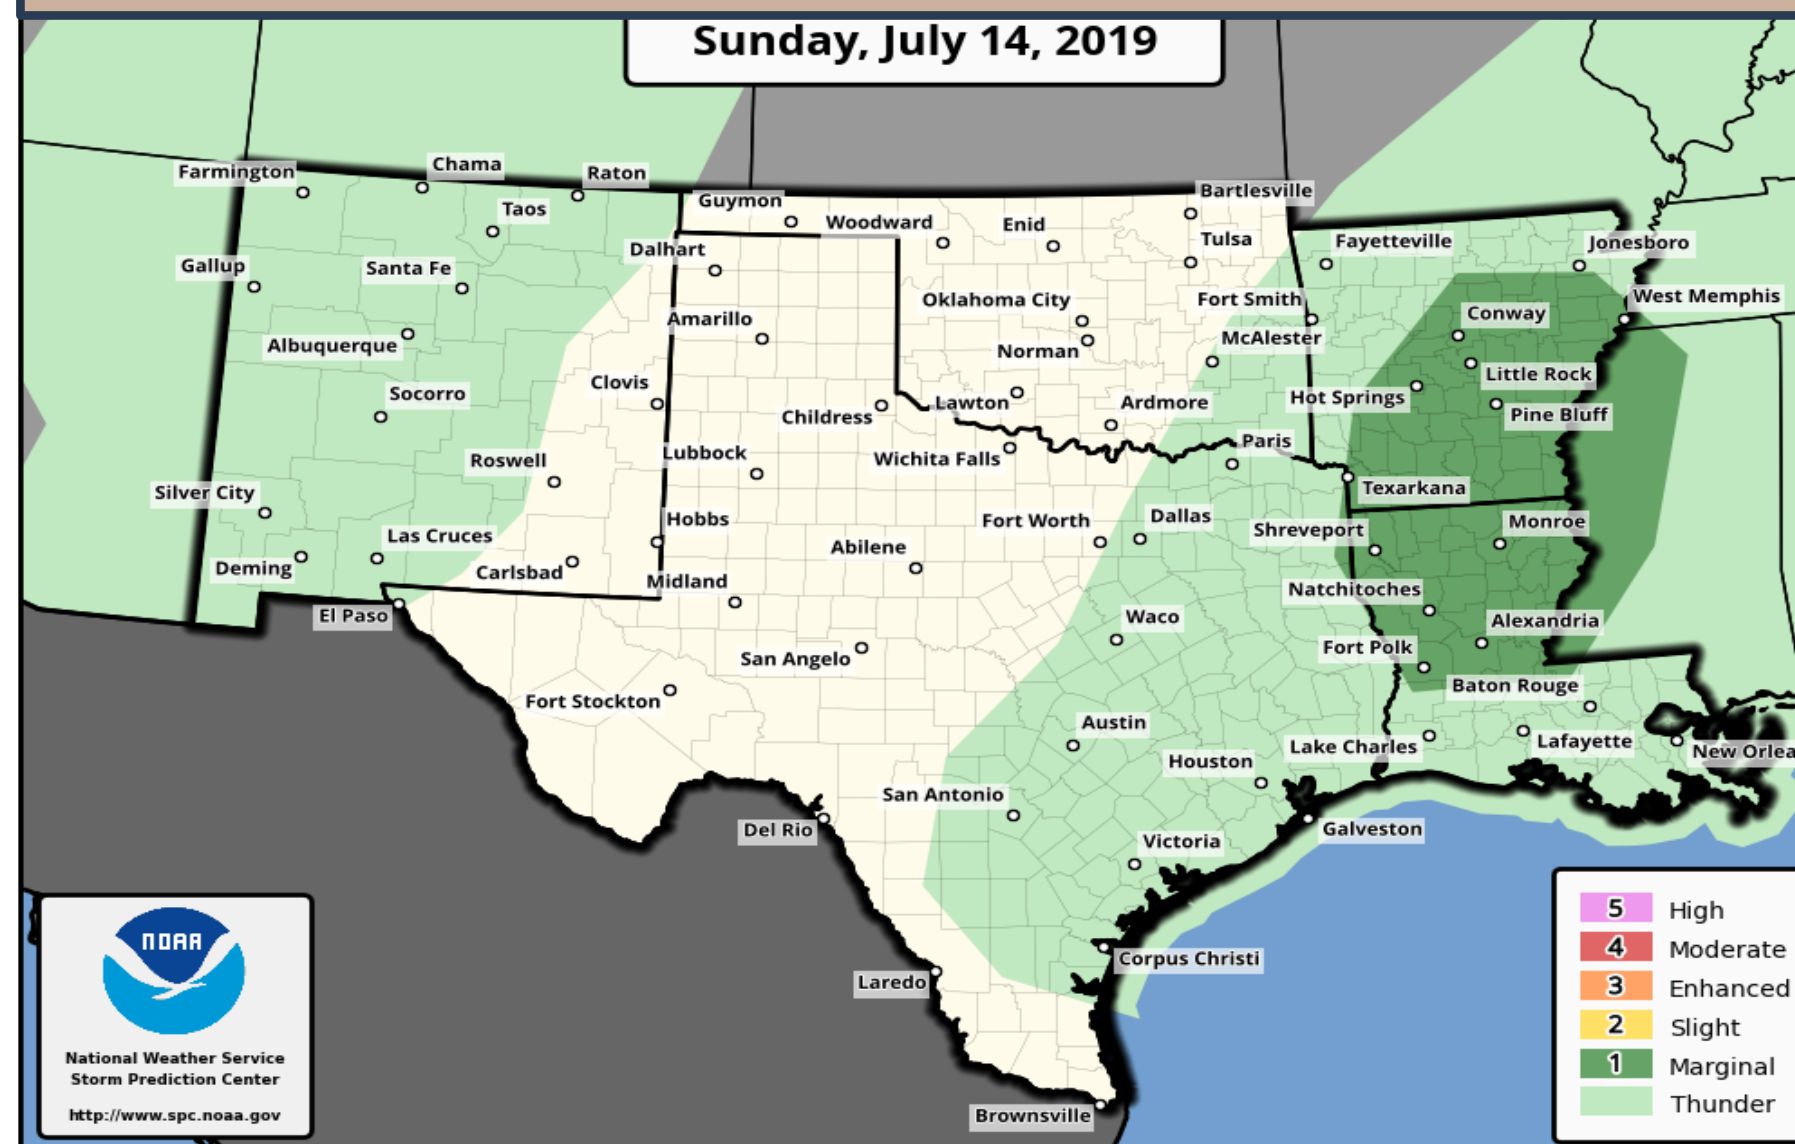 Sunday, July 14, 2019
Farmington
Chama
Raton
Taos
Guymon
Woodward
Enid
Bartlesville
Tulsa
Fayetteville
Jonesboro
Gallup
Santa Fe
Dalhart
Oklahoma City
Fort Smith
West Memphis
Albuquerque
Amarillo
Norman
McAlester
Conway
Little Rock
Socorro
Clovis
Childress
Lawton
Ardmore
Hot Springs
Pine Bluff
Roswell
Lubbock
Wichita Falls
Paris
Texarkana
Silver City
Las Cruces
Hobbs
Fort Worth
Dallas
Shreveport
Monroe
Deming
Carlsbad
Midland
Abilene
Natchitoches
El Paso
San Angelo
Waco
Fort Polk
Alexandria
Fort Stockton
Austin
Baton Rouge
Houston
Lake Charles
Lafayette
New Orlea
Del Rio
San Antonio
Victoria
Galveston
Laredo
Corpus Christi
Brownsville
NOAA
National Weather Service
Storm Prediction Center
http://www.spc.noaa.gov
5 High
4 Moderate
3 Enhanced
2 Slight
1 Marginal
Thunder